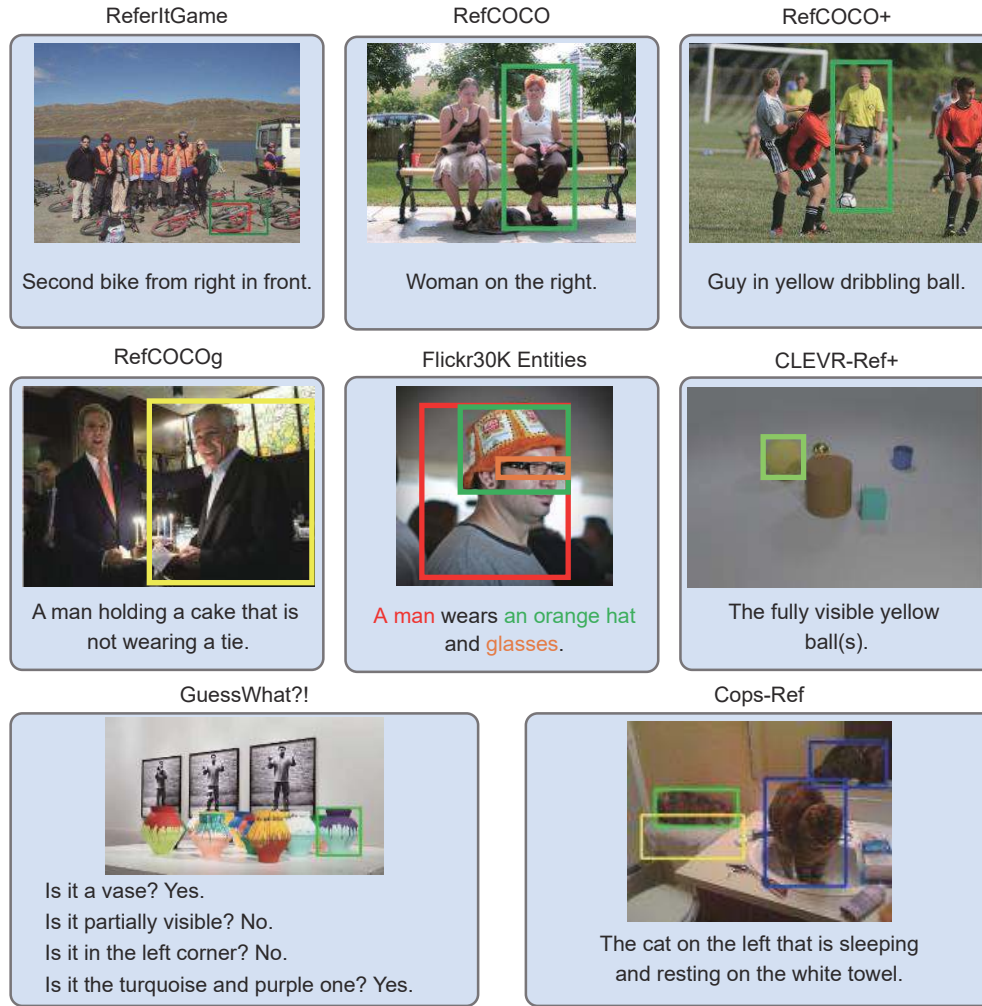 ReferItGame
RefCOCO
RefCOCO+
Second bike from right in front.
Woman on the right.
Guy in yellow dribbling ball.
RefCOCOg
Flickr30K Entities
CLEVR-Ref+
A man holding a cake that is
not wearing a tie.
A man wears an orange hat
and glasses.
The fully visible yellow
ball(s).
GuessWhat?!
Cops-Ref
Is it a vase? Yes.
Is it partially visible? No.
Is it in the left corner? No.
Is it the turquoise and purple one? Yes.
The cat on the left that is sleeping
and resting on the white towel.